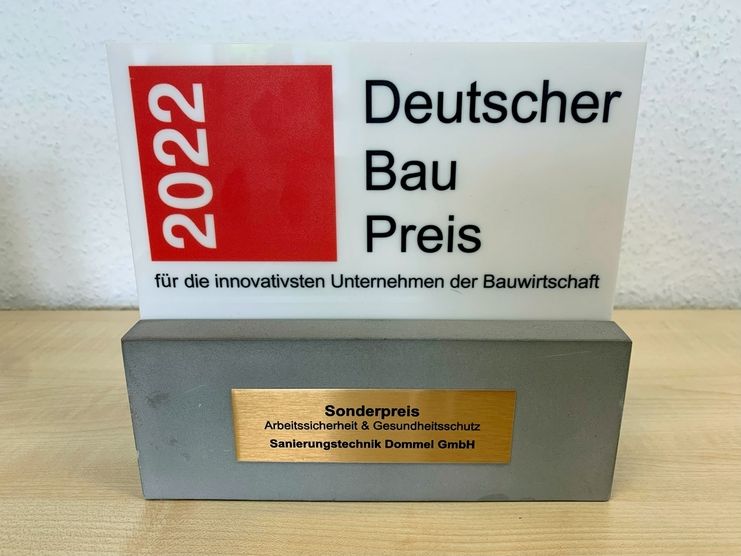 2022
Deutscher
Bau
Preis
für die innovativsten Unternehmen der Bauwirtschaft
Sonderpreis
Arbeitssicherheit & Gesundheitsschutz
Sanierungstechnik Dommel GmbH